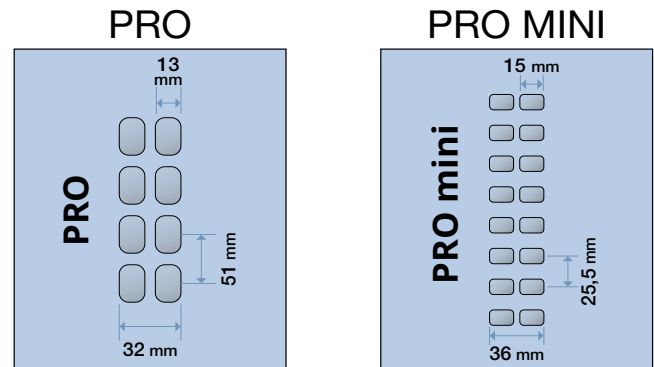 PRO
13
mm
PRO
51 mm
32 mm
PRO MINI
15 mm
PRO mini
25,5 mm
36 mm